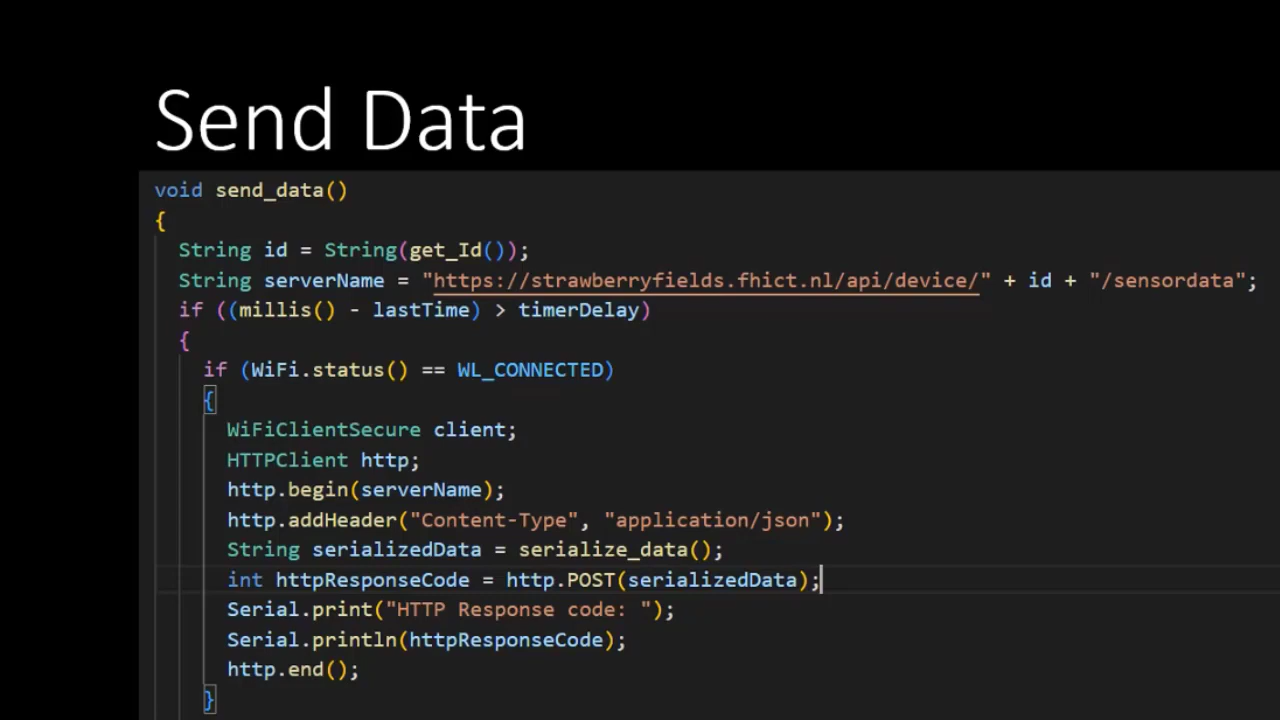 Send Data
void send_data()
{
String id = String(get_Id());
String serverName = "https://strawberryfields.fhict.nl/api/device/" + id + "/sensordata";
if ((millis() - lastTime) > timerDelay)
{
if (WiFi.status() == WL_CONNECTED)
{
WiFiClientSecure client;
HTTPClient http;
http.begin(serverName);
http.addHeader("Content-Type", "application/json");
String serializedData = serialize_data();
int httpResponseCode = http.POST(serializedData);
Serial.print("HTTP Response code: ");
Serial.println(httpResponseCode);
http.end();
}